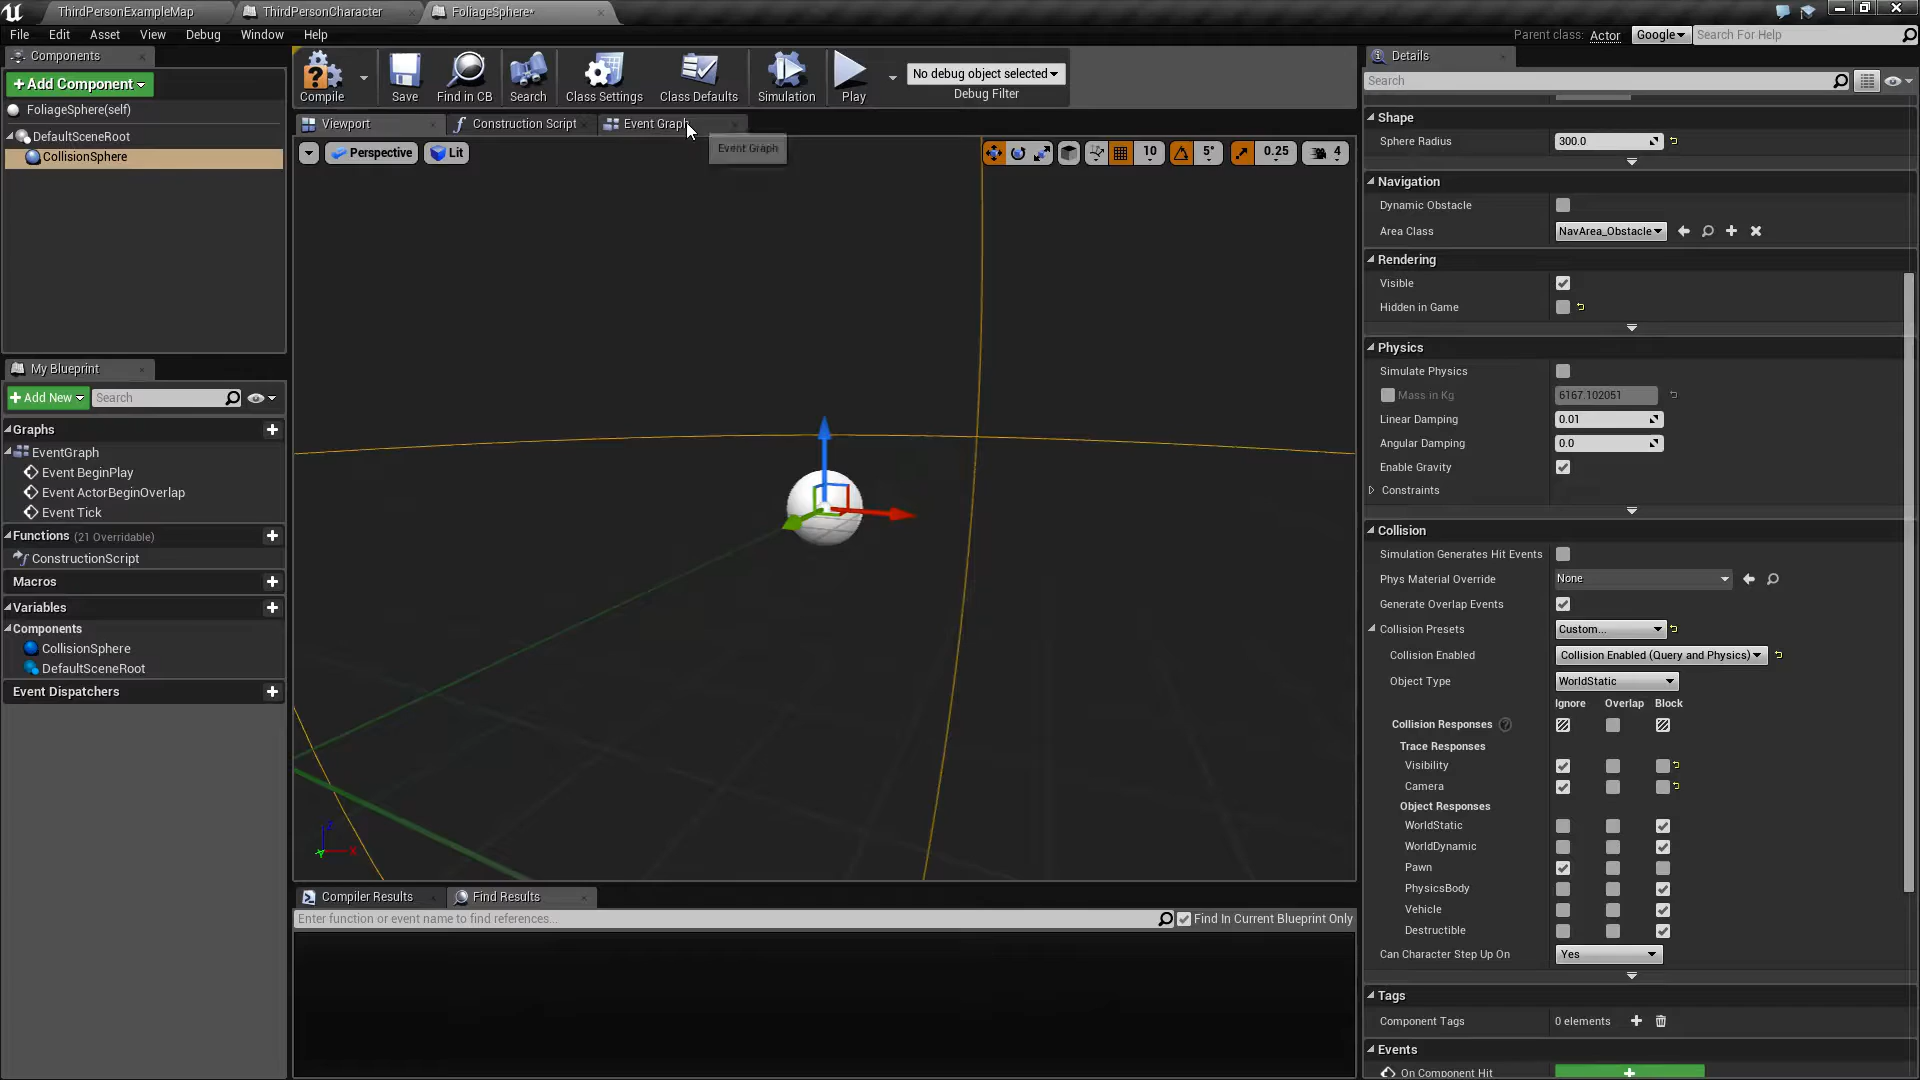 ThirdPersonExampleMap
ThirdPersonCharacter
FoliageSphere*
File Edit Asset View Debug Window Help
Parent class: Actor
Google
Search For Help
Components
+Add Component
FoliageSphere(self)
DefaultSceneRoot
CollisionSphere
My Blueprint
+Add New
Search
Graphs
EventGraph
Event BeginPlay
Event ActorBeginOverlap
Event Tick
Functions (21 Overridable)
ConstructionScript
Macros
Variables
Components
CollisionSphere
DefaultSceneRoot
Event Dispatchers
Compile
Save
Find in CB
Search
Class Settings
Class Defaults
Simulation
Play
No debug object selected
Debug Filter
Viewport
Construction Script
Event Graph
Event Graph
Perspective
Lit
10
5°
0.25
4
Z
X
Y
Compiler Results
Find Results
Enter function or event name to find references...
Find In Current Blueprint Only
Details
Search
Shape
Sphere Radius 300.0
Navigation
Dynamic Obstacle
Area Class NavArea_Obstacle
Rendering
Visible
Hidden in Game
Physics
Simulate Physics
Mass in Kg 6167.102051
Linear Damping 0.01
Angular Damping 0.0
Enable Gravity
Constraints
Collision
Simulation Generates Hit Events
Phys Material Override None
Generate Overlap Events
Collision Presets Custom...
Collision Enabled Collision Enabled (Query and Physics)
Object Type WorldStatic
Ignore Overlap Block
Collision Responses
Trace Responses
Visibility
Camera
Object Responses
WorldStatic
WorldDynamic
Pawn
PhysicsBody
Vehicle
Destructible
Can Character Step Up On Yes
Tags
Component Tags 0 elements
Events
On Component Hit